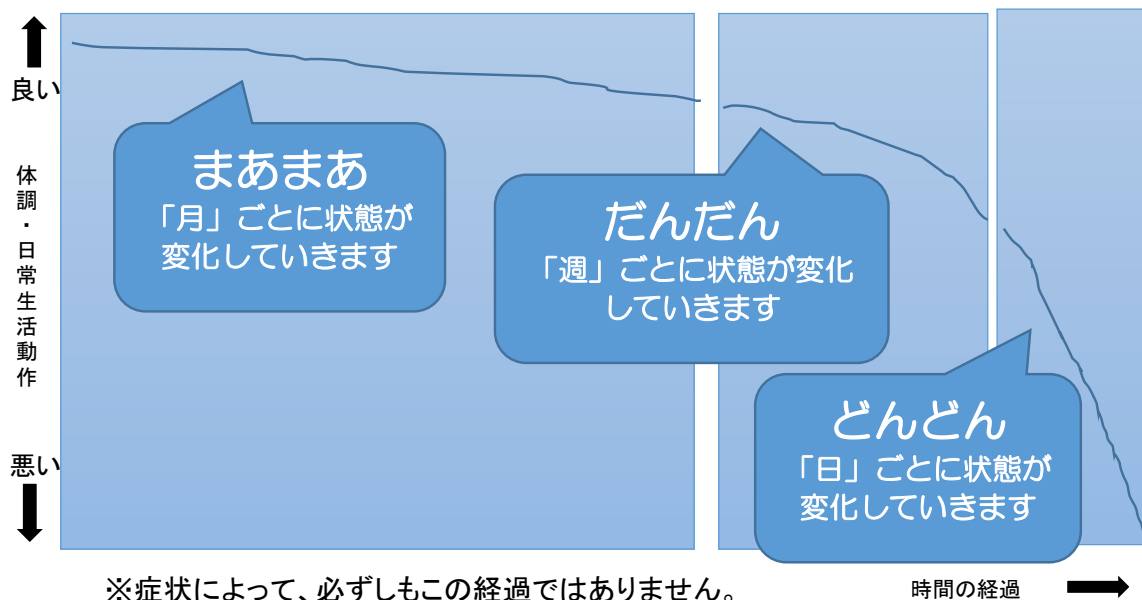 良い
体調・日常生活動作
悪い
まあまあ
「月」ごとに状態が
変化していきます
だんだん
「週」ごとに状態が変化
していきます
どんどん
「日」ごとに状態が
変化していきます
※症状によって、必ずしもこの経過ではありません。
時間の経過